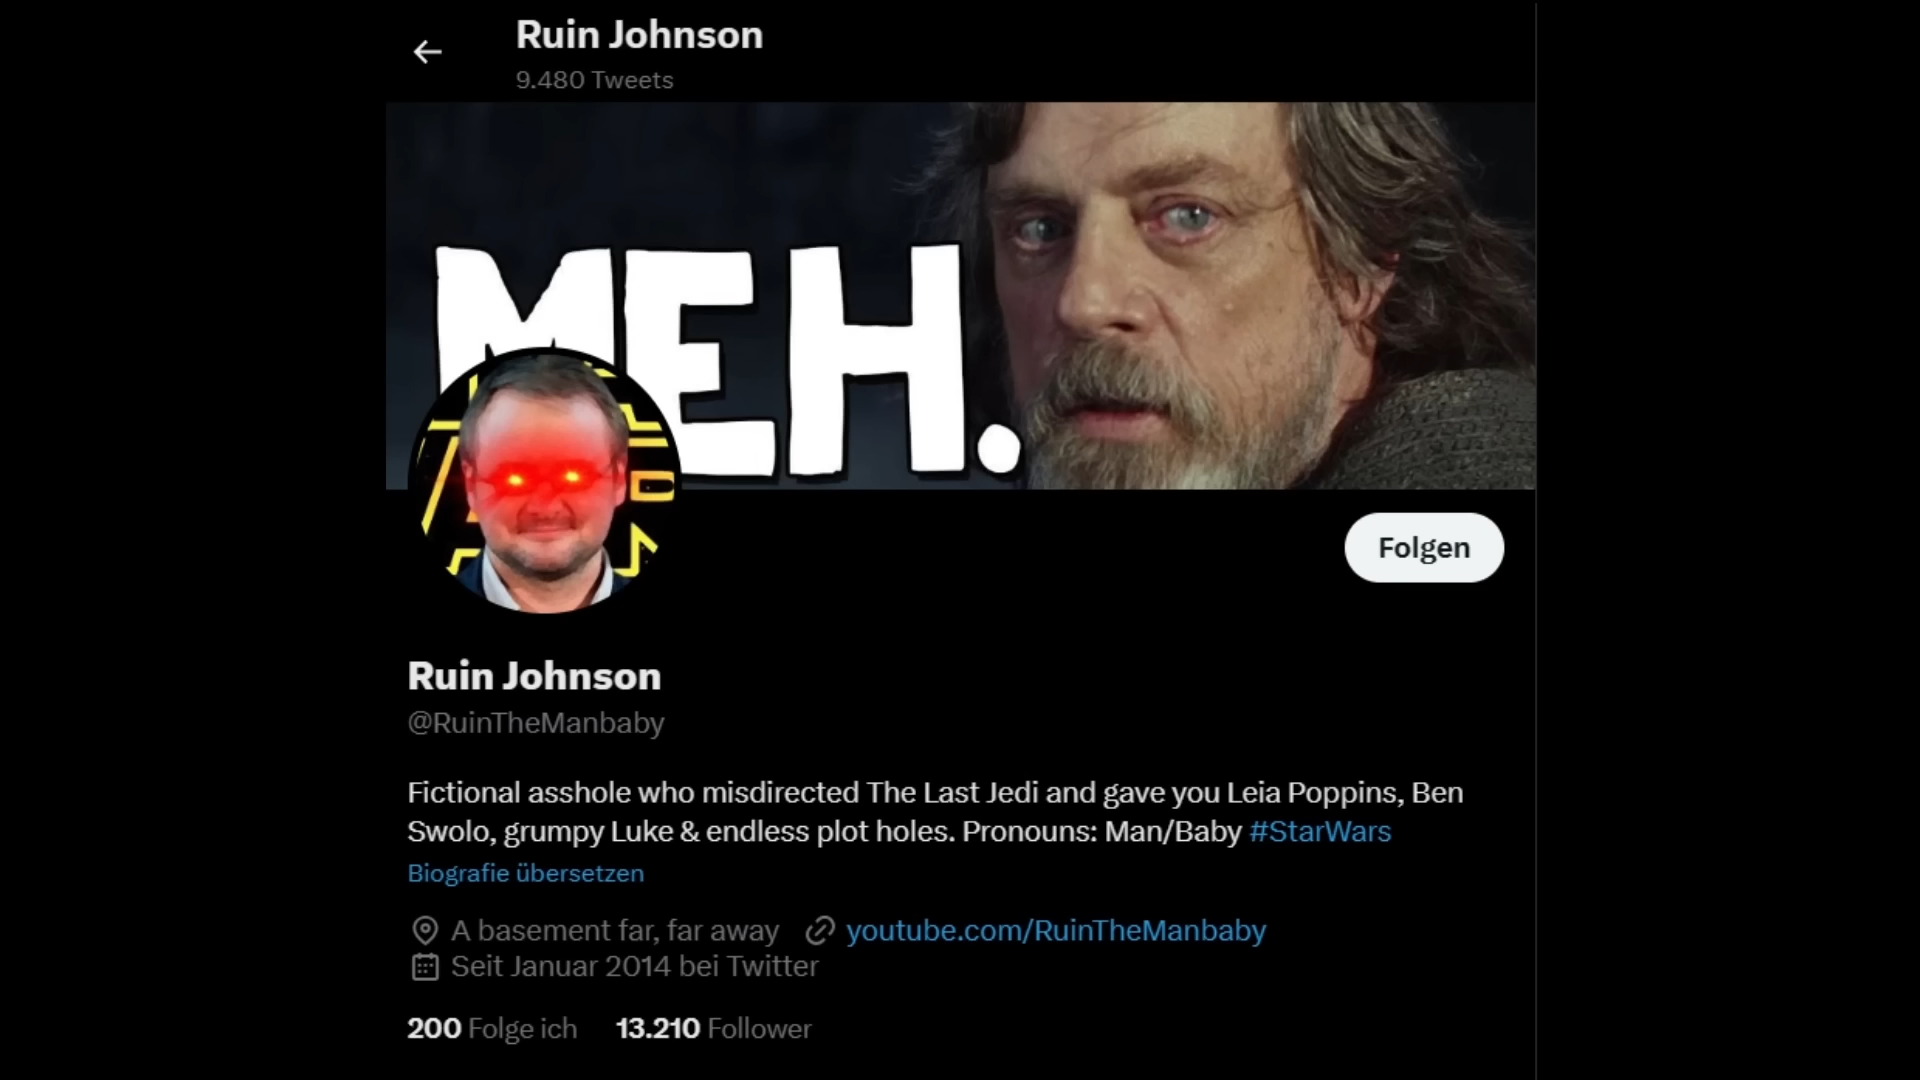 Ruin Johnson
9.480 Tweets
MEH.
Folgen
Ruin Johnson
@RuinTheManbaby
Fictional asshole who misdirected The Last Jedi and gave you Leia Poppins, Ben
Swolo, grumpy Luke & endless plot holes. Pronouns: Man/Baby #StarWars
Biografie übersetzen
A basement far, far away youtube.com/RuinTheManbaby
Seit Januar 2014 bei Twitter
200 Folge ich 13.210 Follower